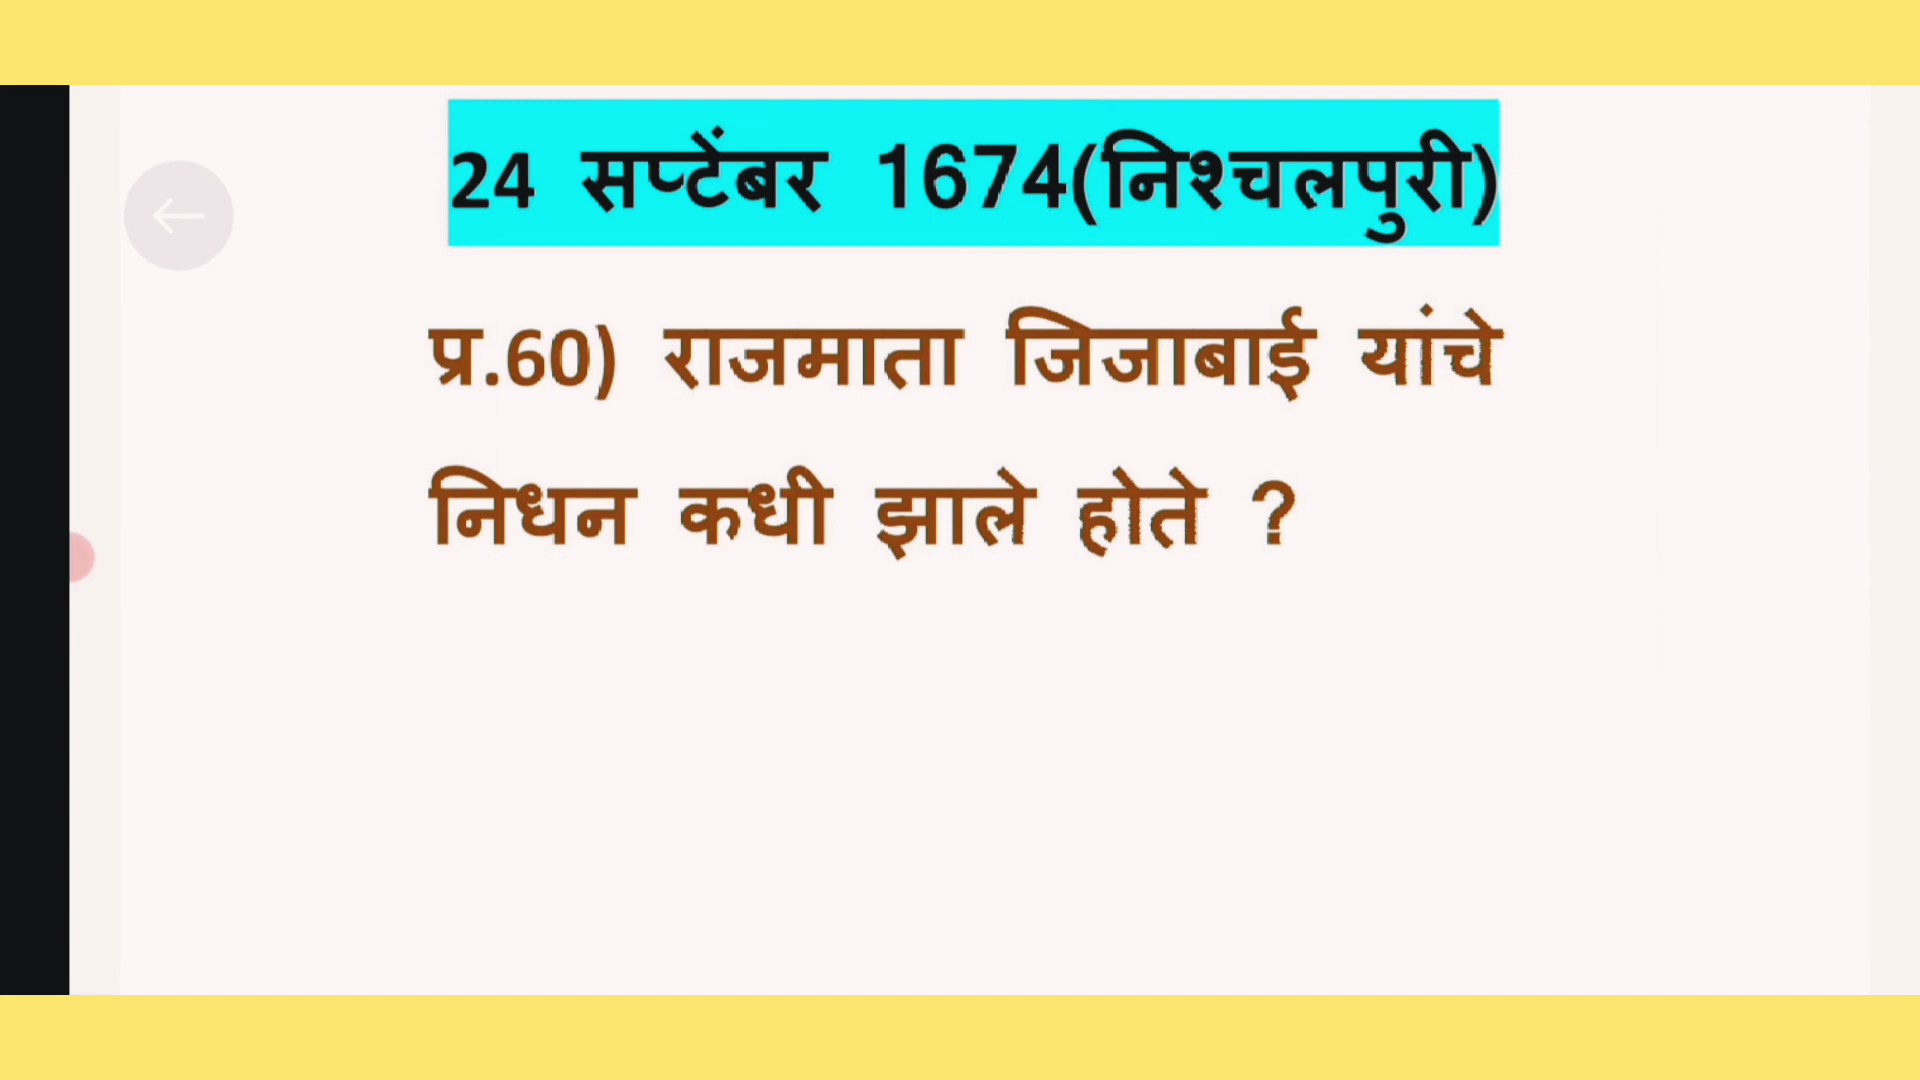 24 सप्टेंबर 1674(निश्चलपुरी)
प्र.60) राजमाता जिजाबाई यांचे
निधन कधी झाले होते ?